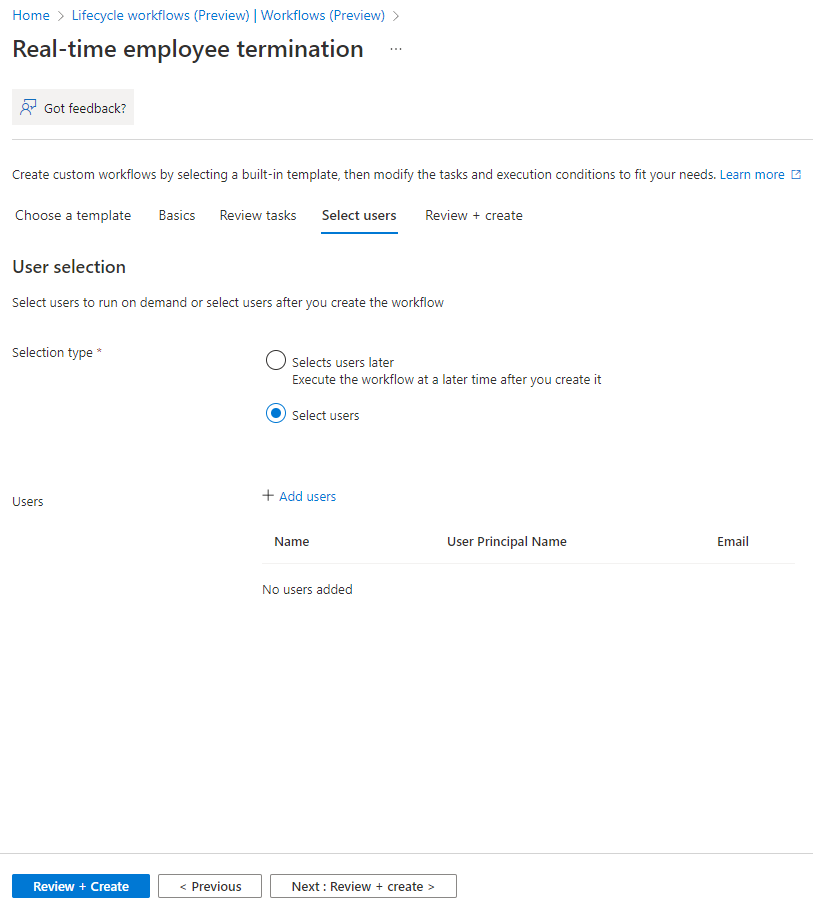 Home > Lifecycle workflows (Preview) | Workflows (Preview) >
Real-time employee termination ...
Got feedback?
Create custom workflows by selecting a built-in template, then modify the tasks and execution conditions to fit your needs. Learn more
Choose a template Basics Review tasks Select users Review + create
User selection
Select users to run on demand or select users after you create the workflow
Selection type *
Selects users later
Execute the workflow at a later time after you create it
Select users
Users
+ Add users
Name User Principal Name Email
No users added
Review + Create < Previous Next : Review + create >